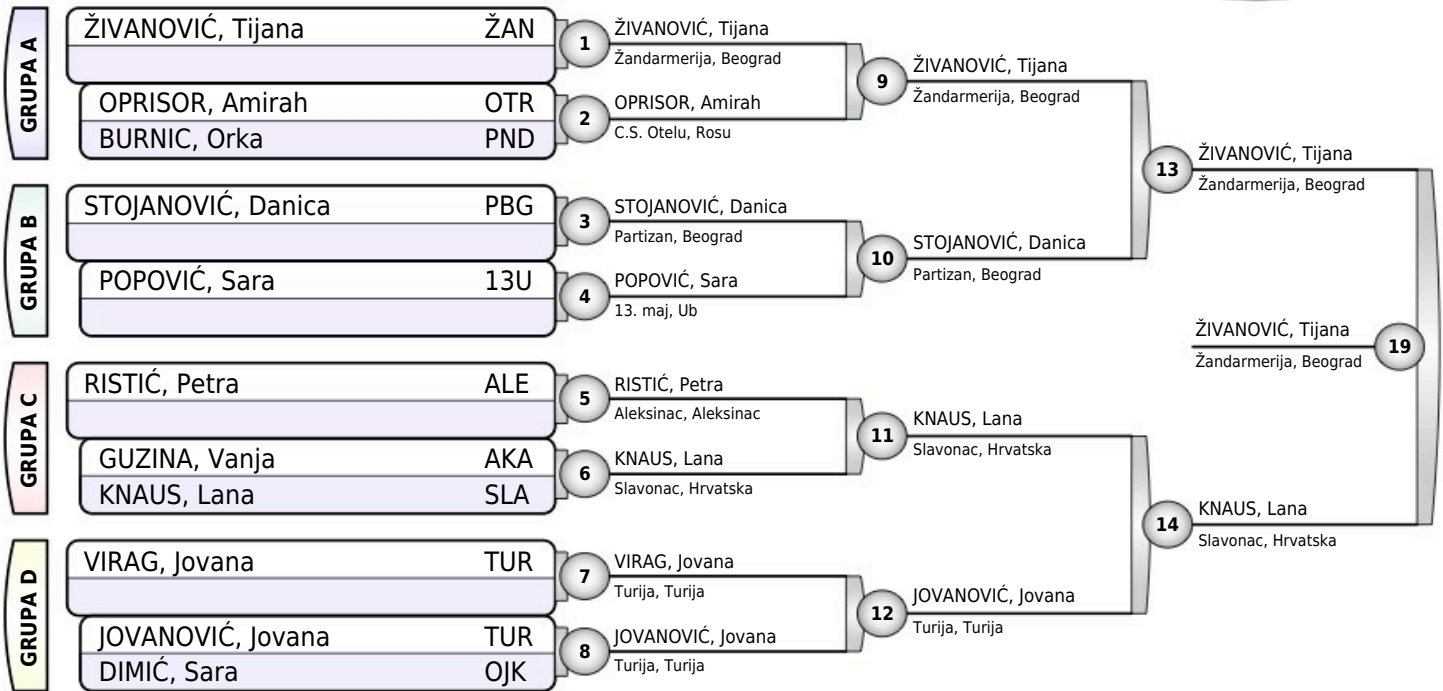 GRUPA A
ŽIVANOVIĆ, Tijana ŽAN
OPRISOR, Amirah OTR
BURNIC, Orka PND
GRUPA B
STOJANOVIĆ, Danica PBG
POPOVIĆ, Sara 13U
GRUPA C
RISTIĆ, Petra ALE
GUZINA, Vanja AKA
KNAUS, Lana SLA
GRUPA D
VIRAG, Jovana TUR
JOVANOVIĆ, Jovana TUR
DIMIĆ, Sara OJK
1 ŽIVANOVIĆ, Tijana
Žandarmerija, Beograd
2 OPRISOR, Amirah
C.S. Otelu, Rosu
3 STOJANOVIĆ, Danica
Partizan, Beograd
4 POPOVIĆ, Sara
13. maj, Ub
5 RISTIĆ, Petra
Aleksinac, Aleksinac
6 KNAUS, Lana
Slavonac, Hrvatska
7 VIRAG, Jovana
Turija, Turija
8 JOVANOVIĆ, Jovana
Turija, Turija
9 ŽIVANOVIĆ, Tijana
Žandarmerija, Beograd
10 STOJANOVIĆ, Danica
Partizan, Beograd
11 KNAUS, Lana
Slavonac, Hrvatska
12 JOVANOVIĆ, Jovana
Turija, Turija
13 ŽIVANOVIĆ, Tijana
Žandarmerija, Beograd
14 KNAUS, Lana
Slavonac, Hrvatska
ŽIVANOVIĆ, Tijana
Žandarmerija, Beograd
19